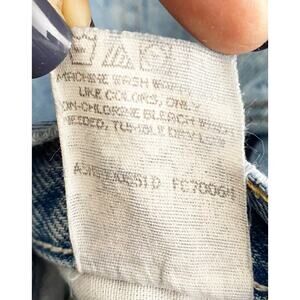 MACHINE WASH WARM
LIKE COLORS, ONLY
NON-CHLORINE BLEACH WHEN
NEEDED, TUMBLE DRY LOW